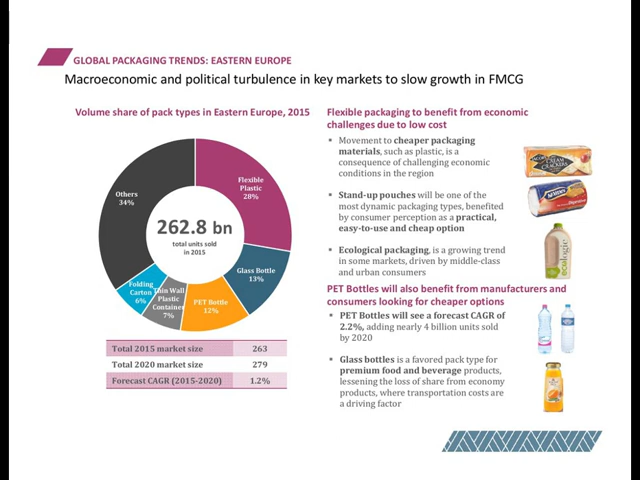 GLOBAL PACKAGING TRENDS: EASTERN EUROPE
Macroeconomic and political turbulence in key markets to slow growth in FMCG
Volume share of pack types in Eastern Europe, 2015
Flexible
Plastic
28%
Glass Bottle
13%
PET Bottle
12%
Thin Wall
Plastic
Container
7%
Folding
Carton
6%
Others
34%
262.8 bn
total units sold
in 2015
Total 2015 market size 263
Total 2020 market size 279
Forecast CAGR (2015-2020) 1.2%
Flexible packaging to benefit from economic
challenges due to low cost
▪ Movement to cheaper packaging
materials, such as plastic, is a
consequence of challenging economic
conditions in the region
▪ Stand-up pouches will be one of the
most dynamic packaging types, benefited
by consumer perception as a practical,
easy-to-use and cheap option
▪ Ecological packaging, is a growing trend
in some markets, driven by middle-class
and urban consumers
PET Bottles will also benefit from manufacturers and
consumers looking for cheaper options
▪ PET Bottles will see a forecast CAGR of
2.2%, adding nearly 4 billion units sold
by 2020
▪ Glass bottles is a favored pack type for
premium food and beverage products,
lessening the loss of share from economy
products, where transportation costs are
a driving factor
CREAM
CRACKERS
McVitie's
Digestive
ecologic